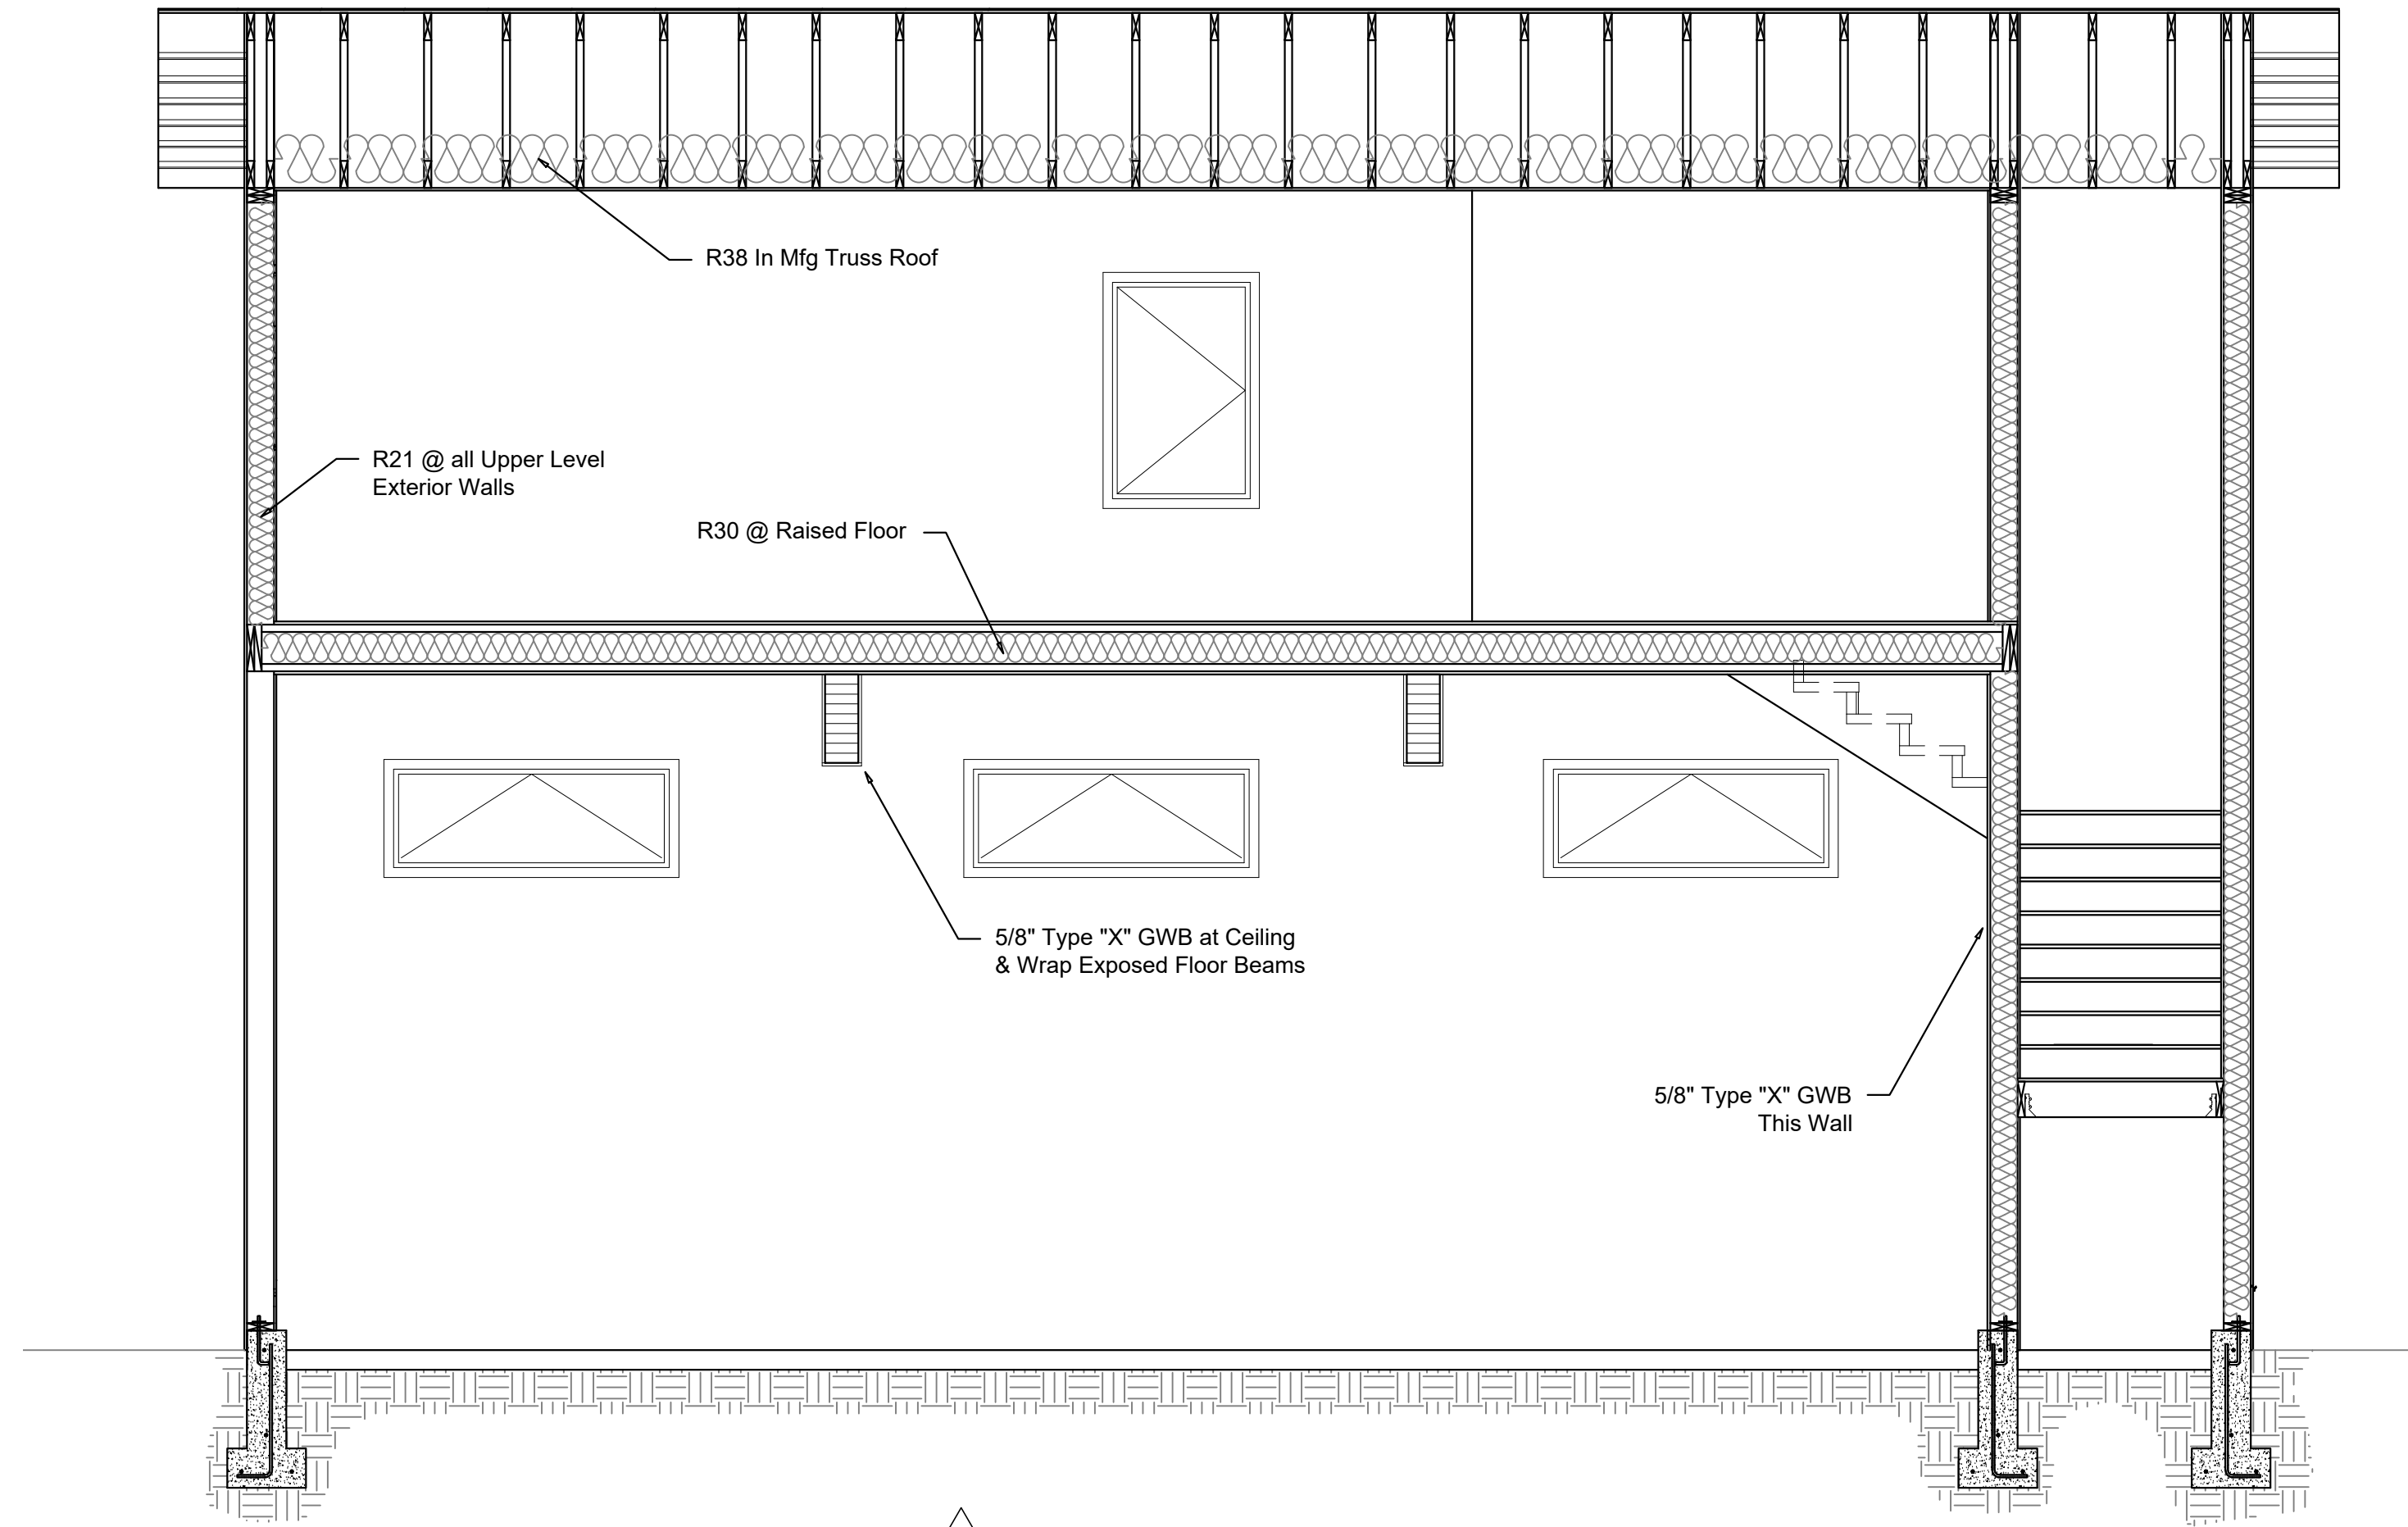 R38 In Mfg Truss Roof
R21 @ all Upper Level
Exterior Walls
R30 @ Raised Floor
5/8" Type "X" GWB at Ceiling
& Wrap Exposed Floor Beams
5/8" Type "X" GWB
This Wall